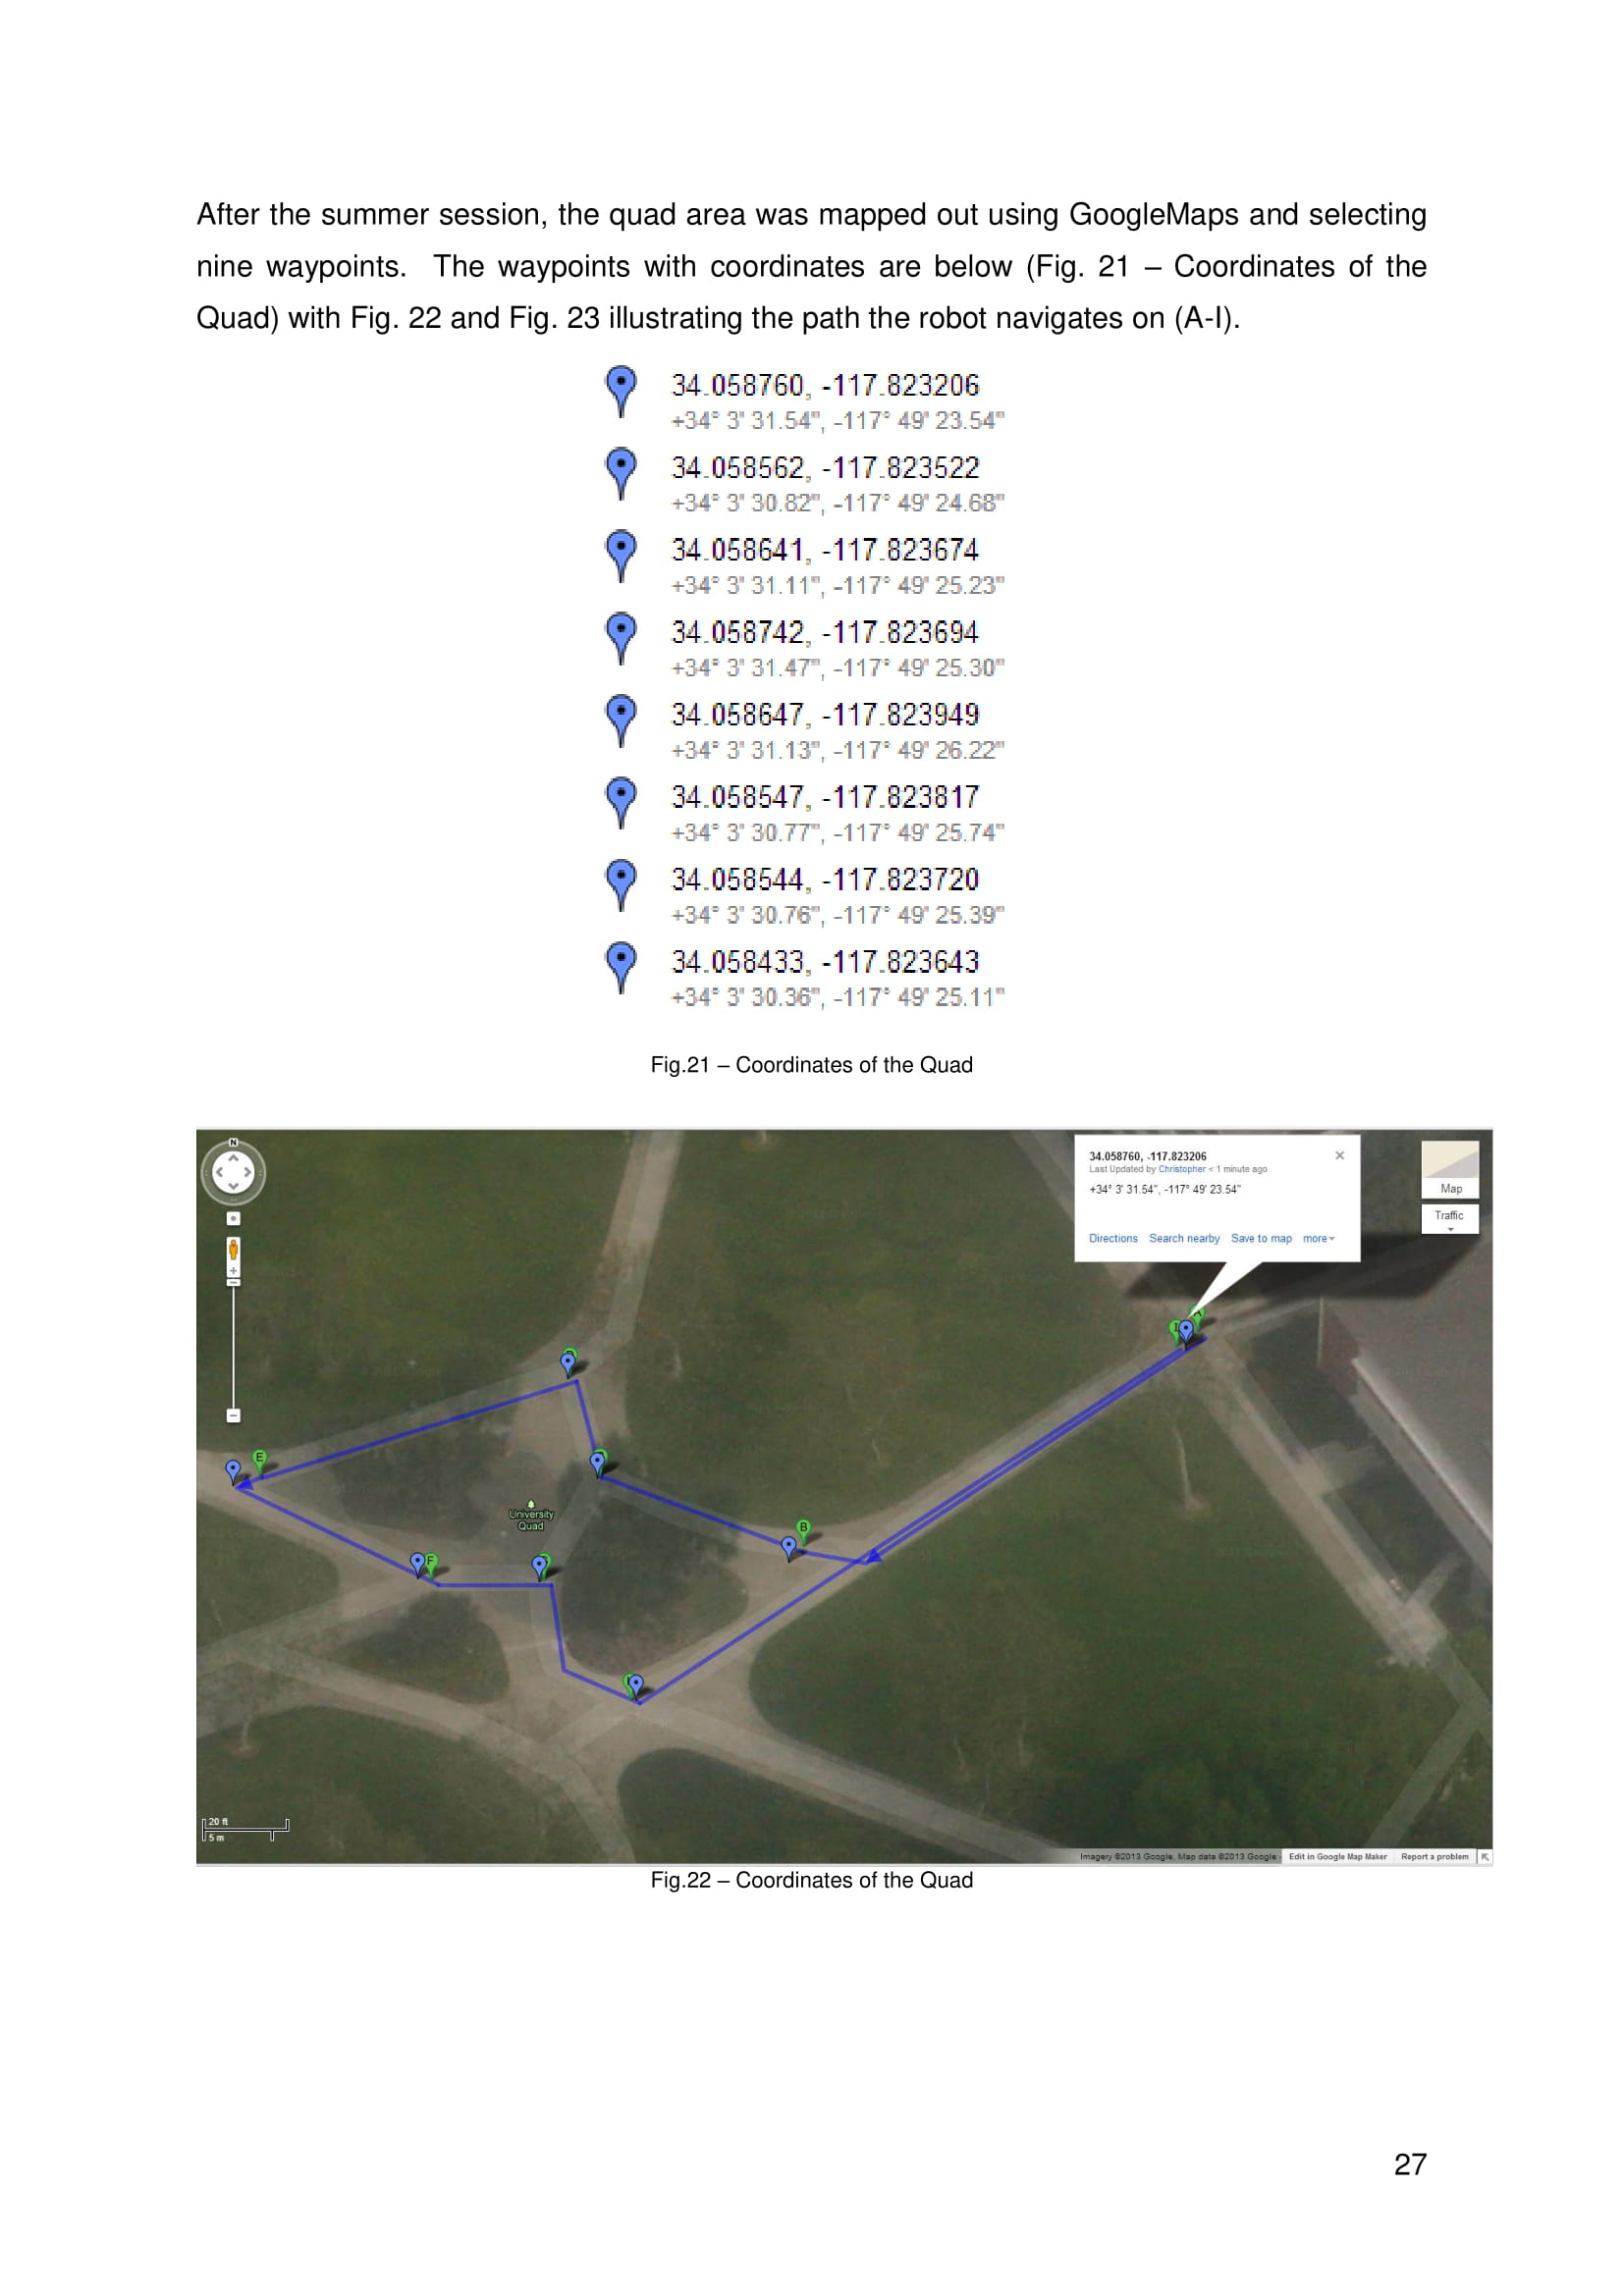 After the summer session, the quad area was mapped out using GoogleMaps and selecting
nine waypoints.  The waypoints with coordinates are below (Fig. 21 – Coordinates of the
Quad) with Fig. 22 and Fig. 23 illustrating the path the robot navigates on (A-I).
34.058760, -117.823206
+34° 3' 31.54", -117° 49' 23.54"
34.058562, -117.823522
+34° 3' 30.82", -117° 49' 24.68"
34.058641, -117.823674
+34° 3' 31.11", -117° 49' 25.23"
34.058742, -117.823694
+34° 3' 31.47", -117° 49' 25.30"
34.058647, -117.823949
+34° 3' 31.13", -117° 49' 26.22"
34.058547, -117.823817
+34° 3' 30.77", -117° 49' 25.74"
34.058544, -117.823720
+34° 3' 30.76", -117° 49' 25.39"
34.058433, -117.823643
+34° 3' 30.36", -117° 49' 25.11"
Fig.21 – Coordinates of the Quad
N
34.058760, -117.823206
Last Updated by Christopher < 1 minute ago
+34° 3' 31.54", -117° 49' 23.54"
Directions Search nearby Save to map more
Map
Traffic
E
University
Quad
B
F
20 ft
5 m
Imagery ©2013 Google, Map data ©2013 Google - Edit in Google Map Maker Report a problem
Fig.22 – Coordinates of the Quad
27